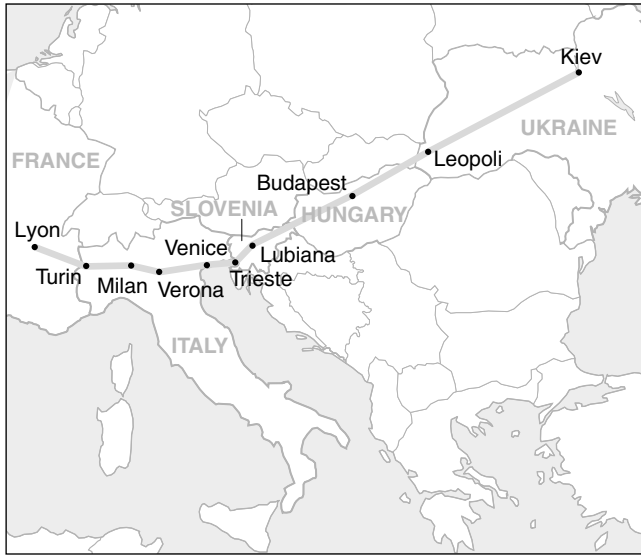 Kiev
UKRAINE
FRANCE
Leopoli
Budapest
SLOVENIA
HUNGARY
Lyon
Venice
Lubiana
Turin
Milan
Verona
Trieste
ITALY